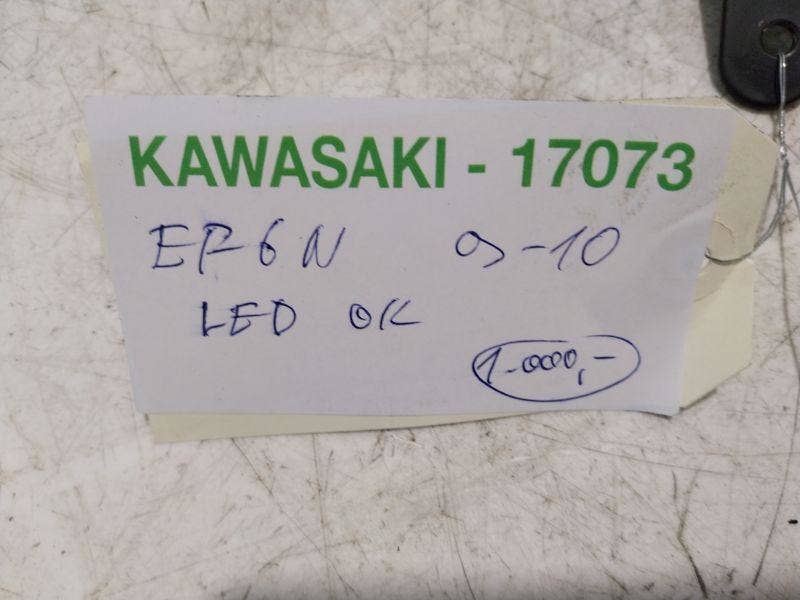 KAWASAKI - 17073
ER6N 09-10
LED OK
1.000,-